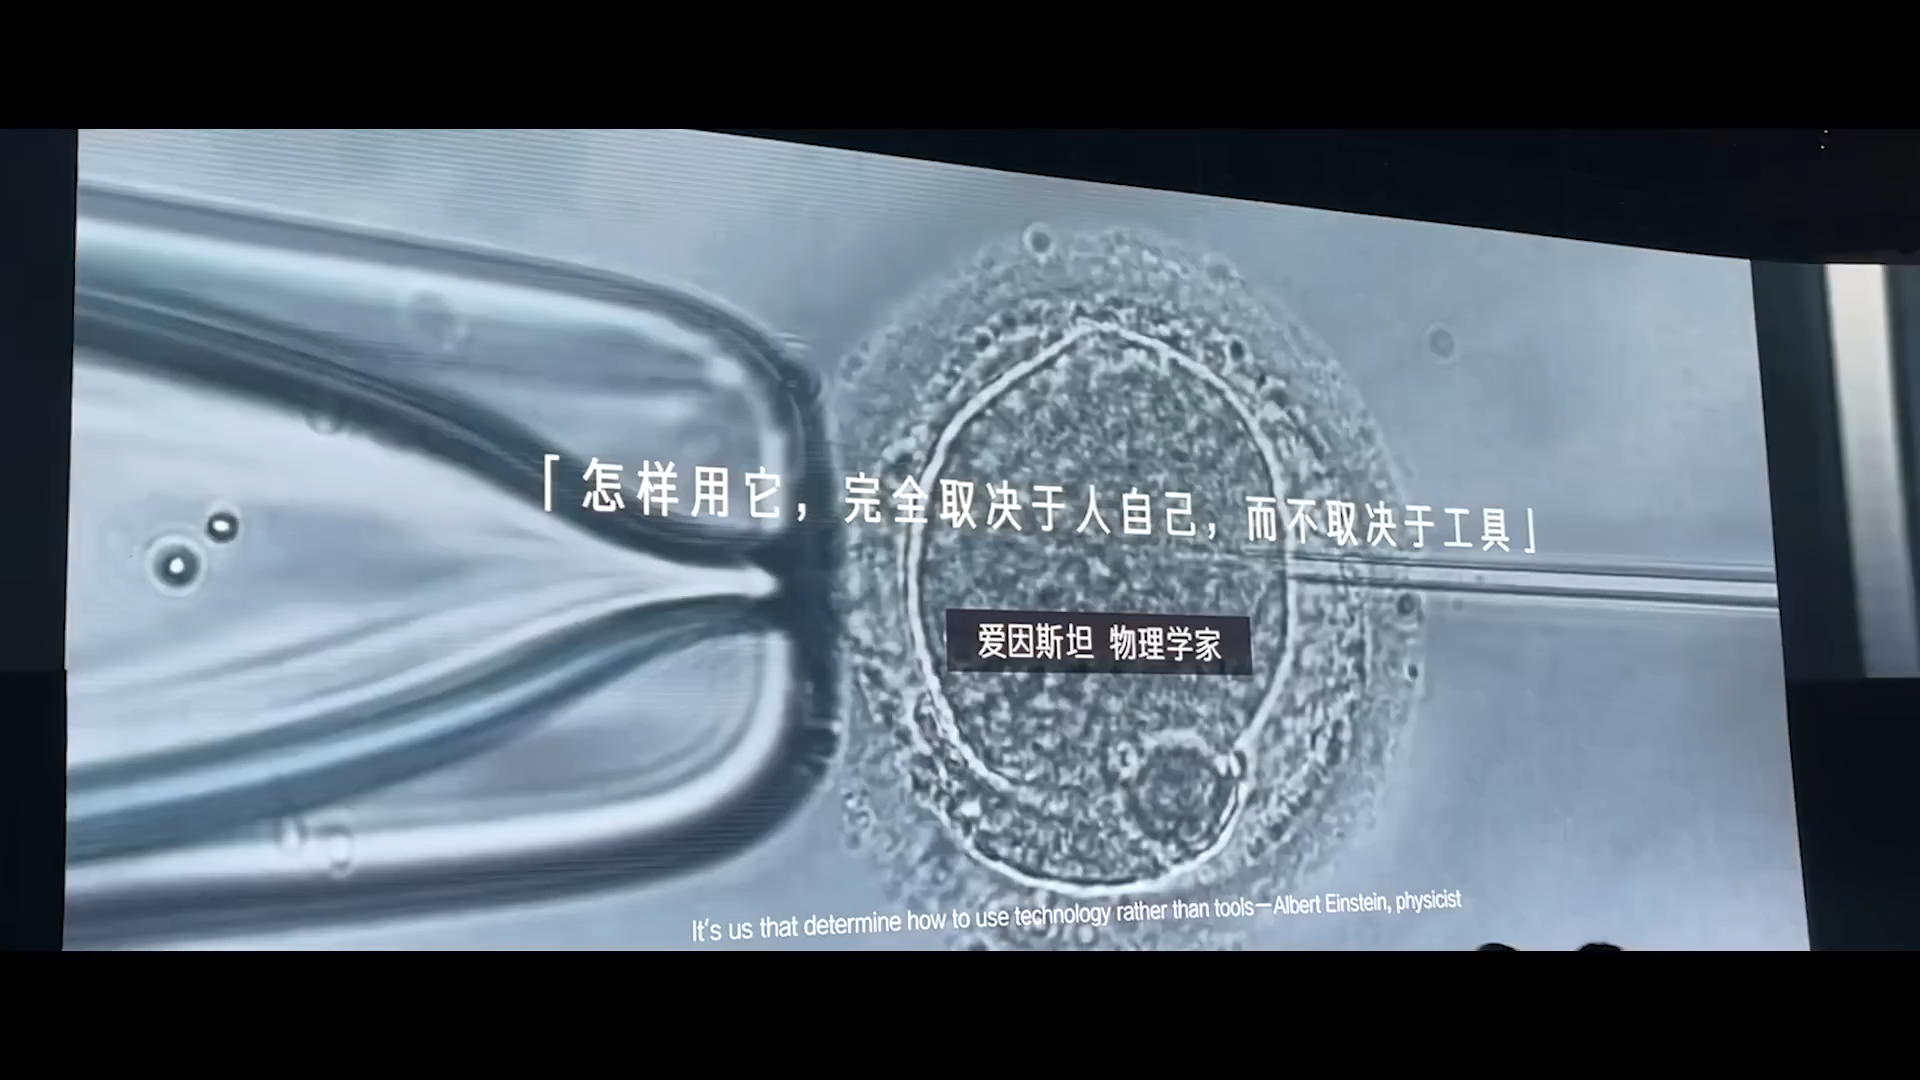 「怎样用它，完全取决于人自己，而不取决于工具」
爱因斯坦 物理学家
It's us that determine how to use technology rather than tools—Albert Einstein, physicist